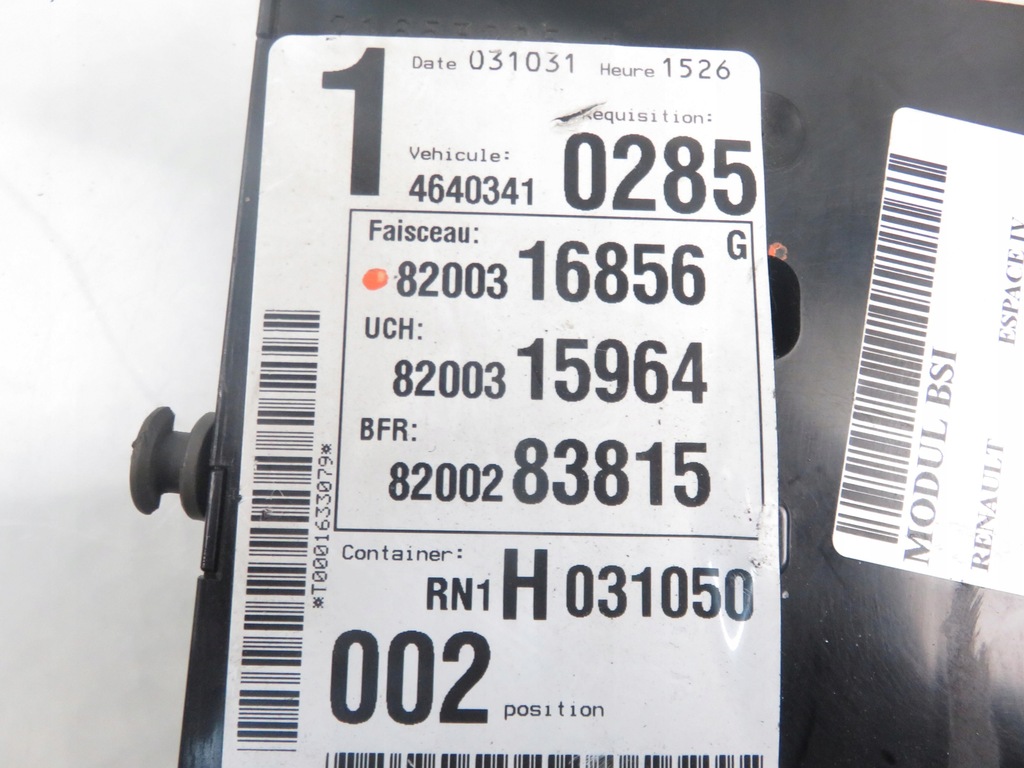 1
Date 031031 Heure 1526
Requisition:
Vehicule:
4640341 0285
Faisceau: G
82003 16856
UCH:
82003 15964
BFR:
82002 83815
*T0001633079*
Container:
RN1 H 031050
002 position
MODUL BSI
RENAULT ESPACE IV